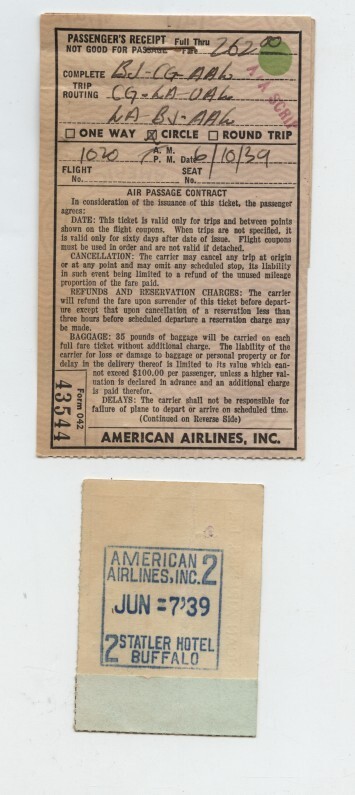 PASSENGER'S RECEIPT Full Thru 262.00
NOT GOOD FOR PASSAGE Fare
COMPLETE BJ-CG-AAL
TRIP
ROUTING CG-LA-UAL
LA-BJ-AAL
ONE WAY CIRCLE ROUND TRIP
1020 A. M. 6/10/39
P. M. Date
FLIGHT SEAT
No. No.
AIR PASSAGE CONTRACT
In consideration of the issuance of this ticket, the passenger
agrees:
DATE: This ticket is valid only for trips and between points
shown on the flight coupons. When trips are not specified, it
is valid only for sixty days after date of issue. Flight coupons
must be used in order and are not valid if detached.
CANCELLATION: The carrier may cancel any trip at origin
or at any point and may omit any scheduled stop, its liability
in such event being limited to a refund of the unused mileage
proportion of the fare paid.
REFUNDS AND RESERVATION CHARGES: The carrier
will refund the fare upon surrender of this ticket before depart-
ure except that upon cancellation of a reservation less than
three hours before scheduled departure a reservation charge may
be made.
BAGGAGE: 35 pounds of baggage will be carried on each
full fare ticket without additional charge. The liability of the
carrier for loss or damage to baggage or personal property or for
delay in the delivery thereof is limited to its value which can-
not exceed $100.00 per passenger, unless a higher val-
uation is declared in advance and an additional charge
is paid therefor.
DELAYS: The carrier shall not be responsible for
failure of plane to depart or arrive on scheduled time.
(Continued on Reverse Side)
Form 042
43544
AMERICAN AIRLINES, INC.
AMERICAN 2
AIRLINES, INC.
JUN =7'39
2 STATLER HOTEL
BUFFALO